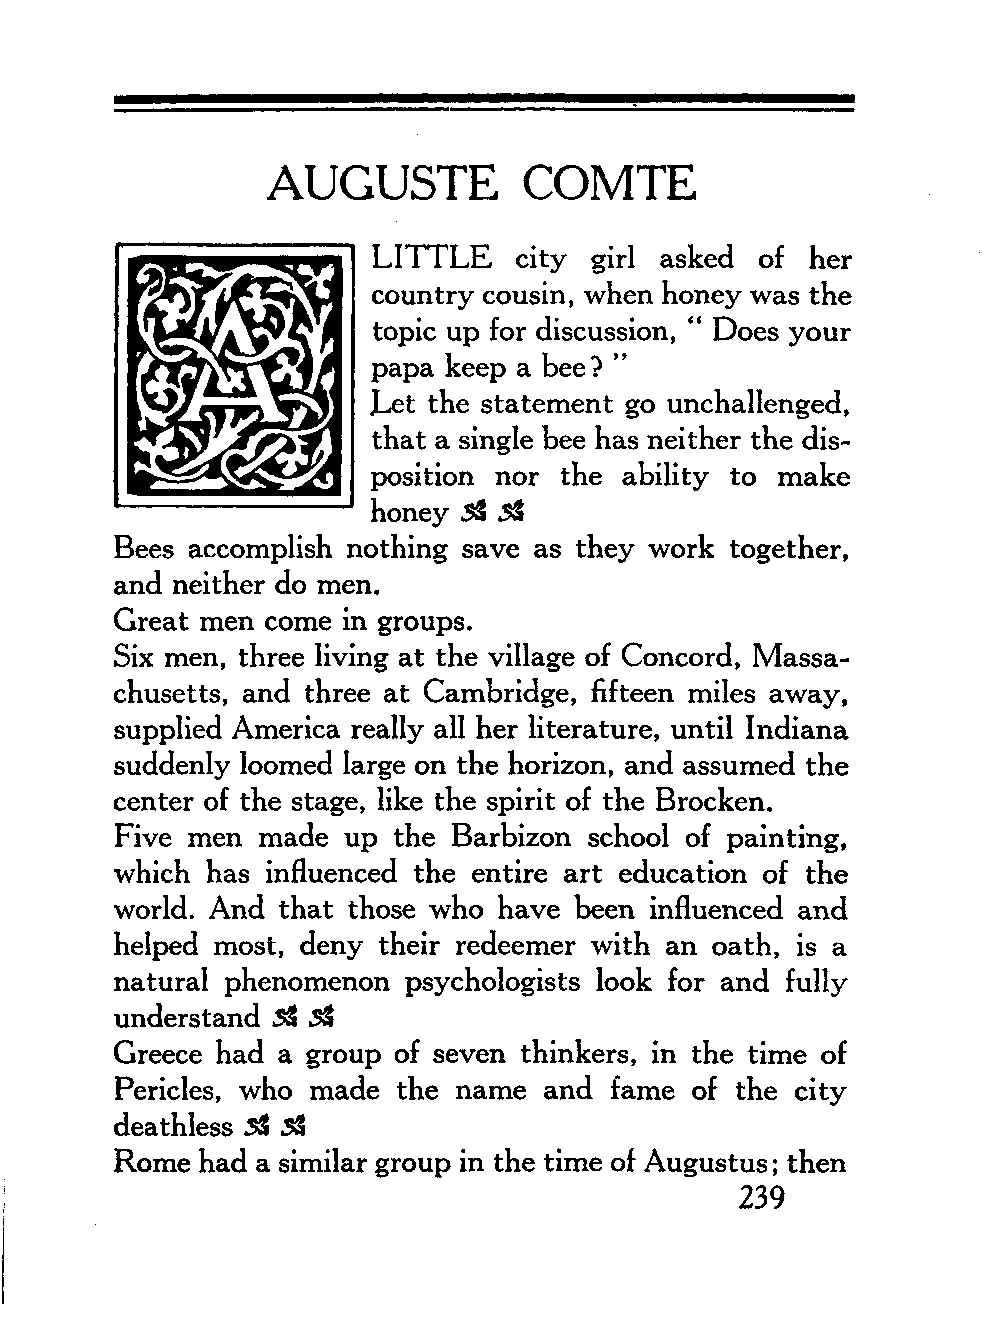 AUGUSTE COMTE
A LITTLE city girl asked of her
country cousin, when honey was the
topic up for discussion, “ Does your
papa keep a bee? ”
Let the statement go unchallenged,
that a single bee has neither the dis-
position nor the ability to make
honey
Bees accomplish nothing save as they work together,
and neither do men.
Great men come in groups.
Six men, three living at the village of Concord, Massa-
chusetts, and three at Cambridge, fifteen miles away,
supplied America really all her literature, until Indiana
suddenly loomed large on the horizon, and assumed the
center of the stage, like the spirit of the Brocken.
Five men made up the Barbizon school of painting,
which has influenced the entire art education of the
world. And that those who have been influenced and
helped most, deny their redeemer with an oath, is a
natural phenomenon psychologists look for and fully
understand
Greece had a group of seven thinkers, in the time of
Pericles, who made the name and fame of the city
deathless
Rome had a similar group in the time of Augustus; then
239